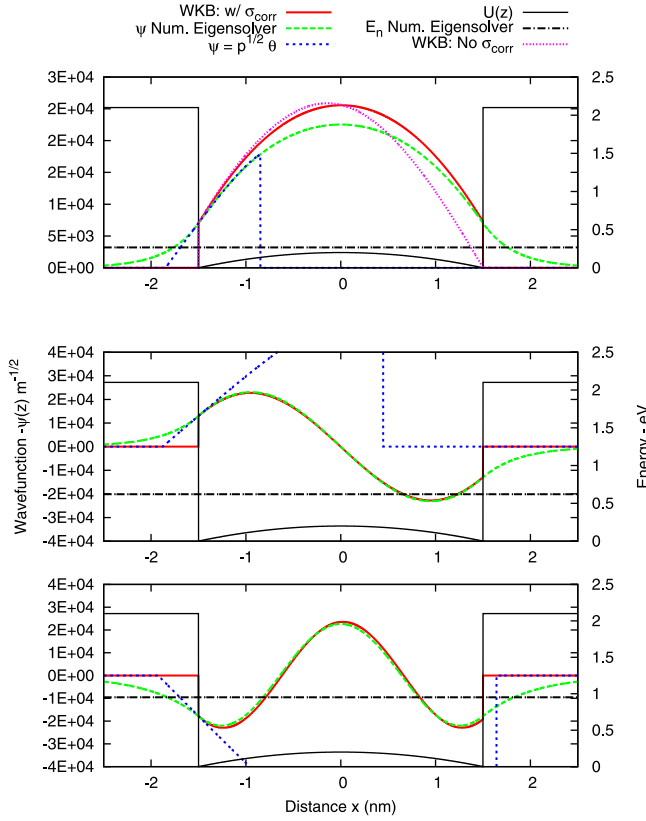 WKB: w/ σcorr
ψ Num. Eigensolver
ψ = p^1/2 θ
U(z)
En Num. Eigensolver
WKB: No σcorr
3E+04
2E+04
2E+04
2E+04
1E+04
5E+03
0E+00
2.5
2
1.5
1
0.5
0
-2 -1 0 1 2
4E+04
3E+04
2E+04
1E+04
0E+00
-1E+04
-2E+04
-3E+04
-4E+04
2.5
2
1.5
1
0.5
0
-2 -1 0 1 2
Wavefunction -ψ(z) m^-1/2
Energy - eV
4E+04
3E+04
2E+04
1E+04
0E+00
-1E+04
-2E+04
-3E+04
-4E+04
2.5
2
1.5
1
0.5
0
-2 -1 0 1 2
Distance x (nm)